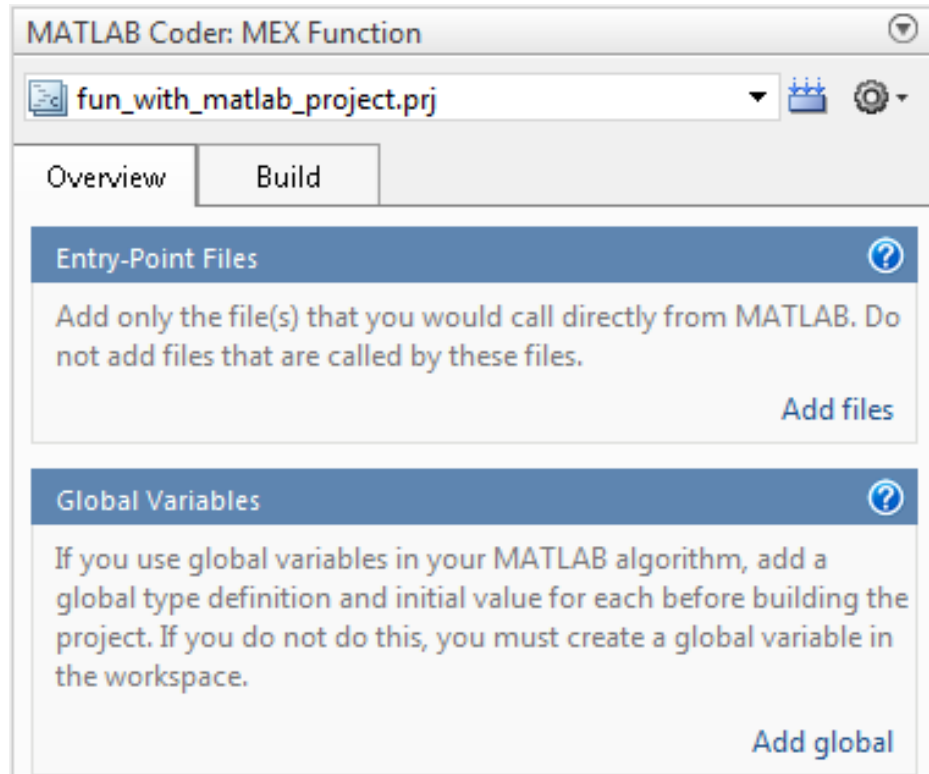 MATLAB Coder: MEX Function
fun_with_matlab_project.prj
Overview Build
Entry-Point Files
Add only the file(s) that you would call directly from MATLAB. Do
not add files that are called by these files.
Add files
Global Variables
If you use global variables in your MATLAB algorithm, add a
global type definition and initial value for each before building the
project. If you do not do this, you must create a global variable in
the workspace.
Add global